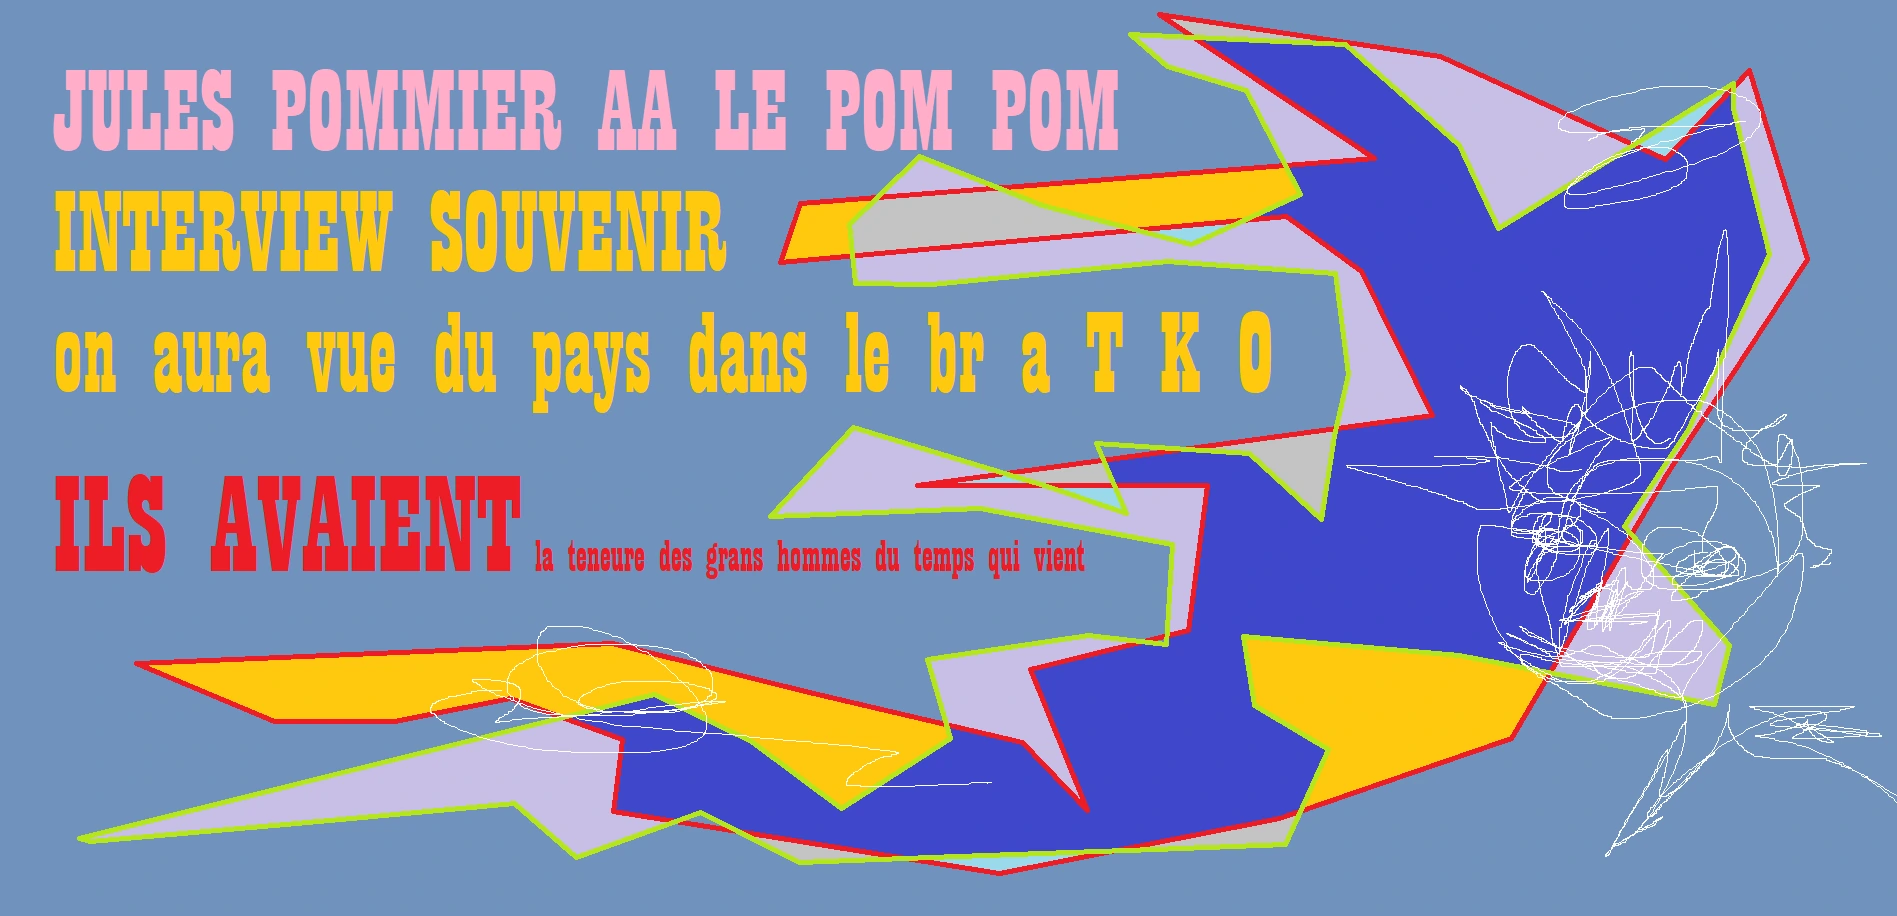 JULES POMMIER AA LE POM POM
INTERVIEW SOUVENIR
on aura vue du pays dans le br a T K O
ILS AVAIENT la teneure des grans hommes du temps qui vient